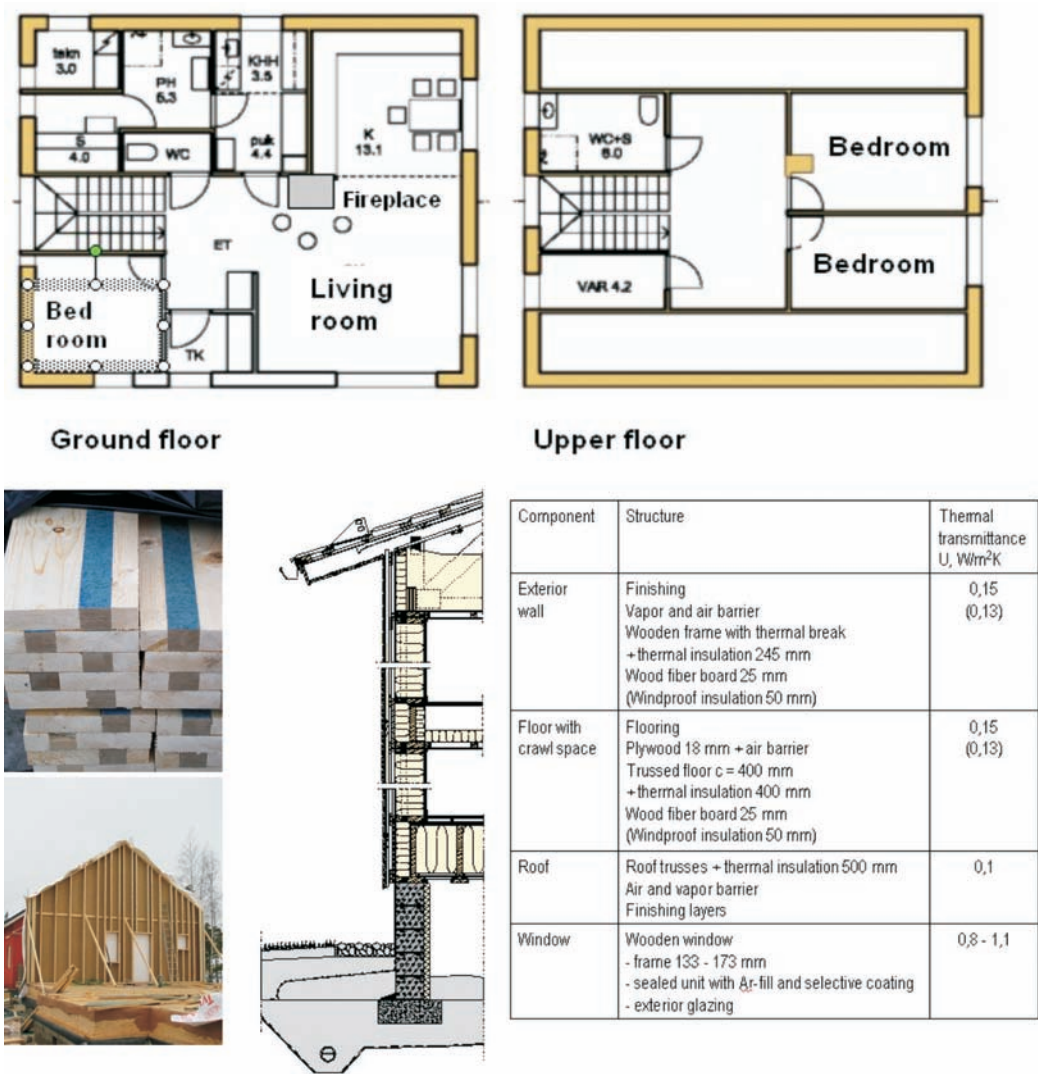 tekn
3.0
PH
5.3
KHH
3.5
K
13.1
S
4.0
WC
puk
4.4
Fireplace
ET
Living
room
Bed
room
TK
WC+S
6.0
Bedroom
Bedroom
VAR 4.2
Ground floor
Upper floor
Component Structure Thermal
transmittance
U, W/m²K
Exterior
wall
Finishing
Vapor and air barrier
Wooden frame with thermal break
+thermal insulation 245 mm
Wood fiber board 25 mm
(Windproof insulation 50 mm)
0,15
(0,13)
Floor with
crawl space
Flooring
Plywood 18 mm + air barrier
Trussed floor c = 400 mm
+thermal insulation 400 mm
Wood fiber board 25 mm
(Windproof insulation 50 mm)
0,15
(0,13)
Roof
Roof trusses + thermal insulation 500 mm
Air and vapor barrier
Finishing layers
0,1
Window
Wooden window
- frame 133 - 173 mm
- sealed unit with Ar-fill and selective coating
- exterior glazing
0,8 - 1,1